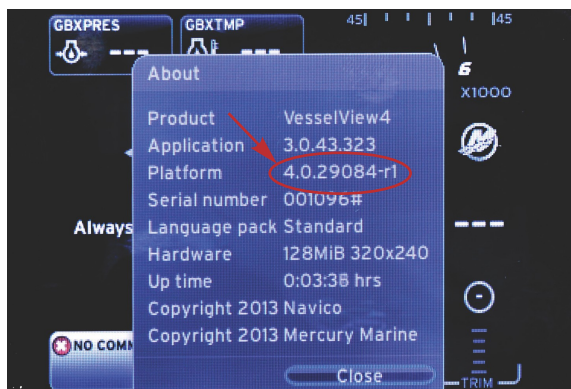 GBXPRES GBXTMP 45 45
--- ---
6
X1000
About
Product VesselView4
Application 3.0.43.323
Platform 4.0.29084-r1
Serial number 001096#
Always Language pack Standard ---
Hardware 128MiB 320x240
Up time 0:03:38 hrs
Copyright 2013 Navico
Copyright 2013 Mercury Marine
NO COMM
Close
TRIM